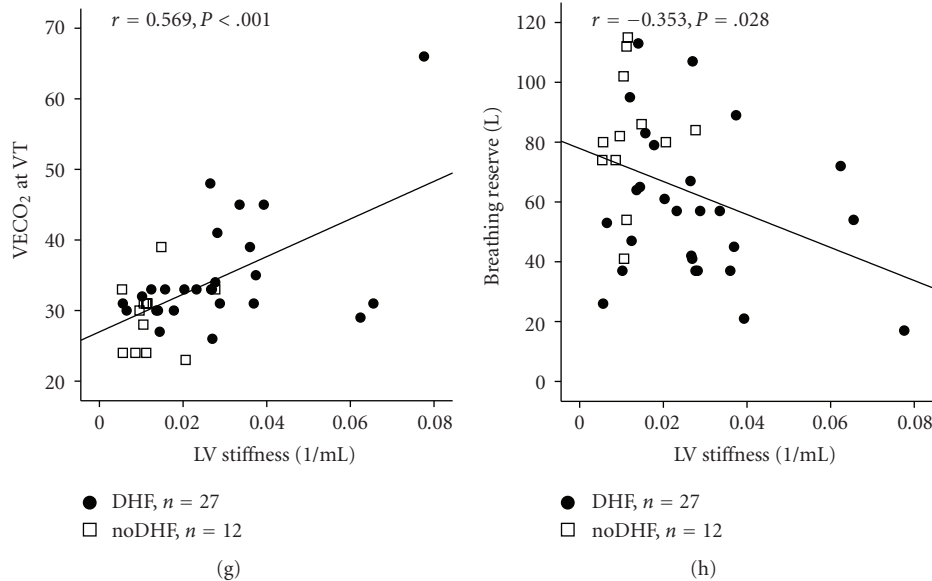 r = 0.569, P < .001
70
60
50
40
30
20
VECO₂ at VT
0 0.02 0.04 0.06 0.08
LV stiffness (1/mL)
DHF, n = 27
noDHF, n = 12
(g)
r = −0.353, P = .028
120
100
80
60
40
20
0
Breathing reserve (L)
0 0.02 0.04 0.06 0.08
LV stiffness (1/mL)
DHF, n = 27
noDHF, n = 12
(h)